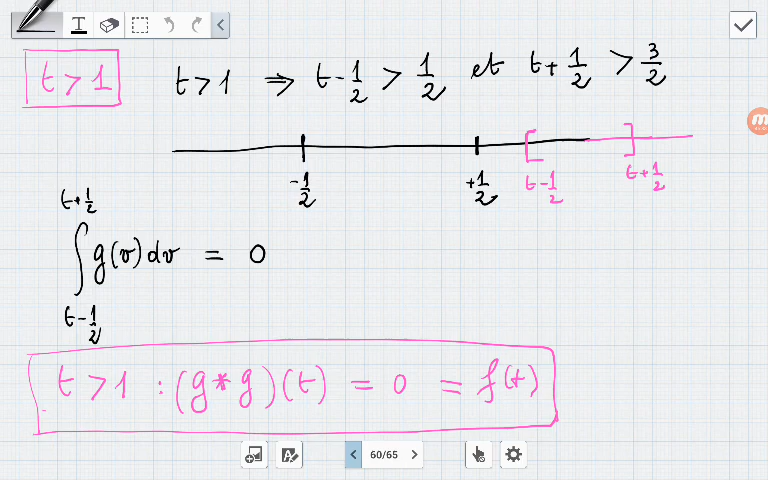 T
t > 1
t > 1 ⇒ t - 1/2 > 1/2 et t + 1/2 > 3/2
-1/2 +1/2 t - 1/2 t + 1/2
∫_{t-1/2}^{t+1/2} g(v) dv = 0
t > 1 : (g * g)(t) = 0 = f(t)
60/65